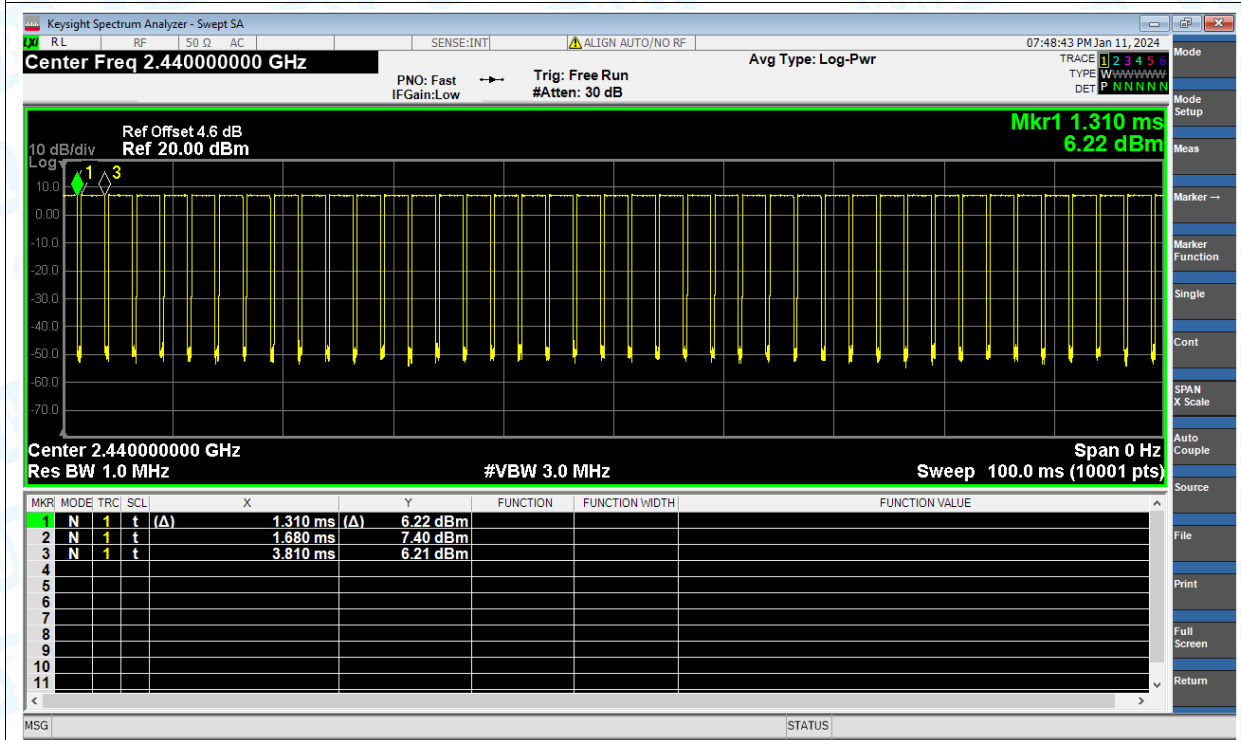 Keysight Spectrum Analyzer - Swept SA
LXI RL RF 50 Ω AC SENSE:INT ALIGN AUTO/NO RF 07:48:43 PM Jan 11, 2024
Center Freq 2.440000000 GHz
PNO: Fast
IFGain:Low
Trig: Free Run
#Atten: 30 dB
Avg Type: Log-Pwr
TRACE 1 2 3 4 5 6
TYPE WWWWWW
DET P N N N N N
Mkr1 1.310 ms
6.22 dBm
Ref Offset 4.6 dB
10 dB/div Ref 20.00 dBm
Log
1 3
10.0
0.00
-10.0
-20.0
-30.0
-40.0
-50.0
-60.0
-70.0
Center 2.440000000 GHz Span 0 Hz
Res BW 1.0 MHz #VBW 3.0 MHz Sweep 100.0 ms (10001 pts)
MKR MODE TRC SCL X Y FUNCTION FUNCTION WIDTH FUNCTION VALUE
1 N 1 t (Δ) 1.310 ms (Δ) 6.22 dBm
2 N 1 t 1.680 ms 7.40 dBm
3 N 1 t 3.810 ms 6.21 dBm
4
5
6
7
8
9
10
11
MSG STATUS
Mode
Mode
Setup
Meas
Marker →
Marker
Function
Single
Cont
SPAN
X Scale
Auto
Couple
Source
File
Print
Full
Screen
Return